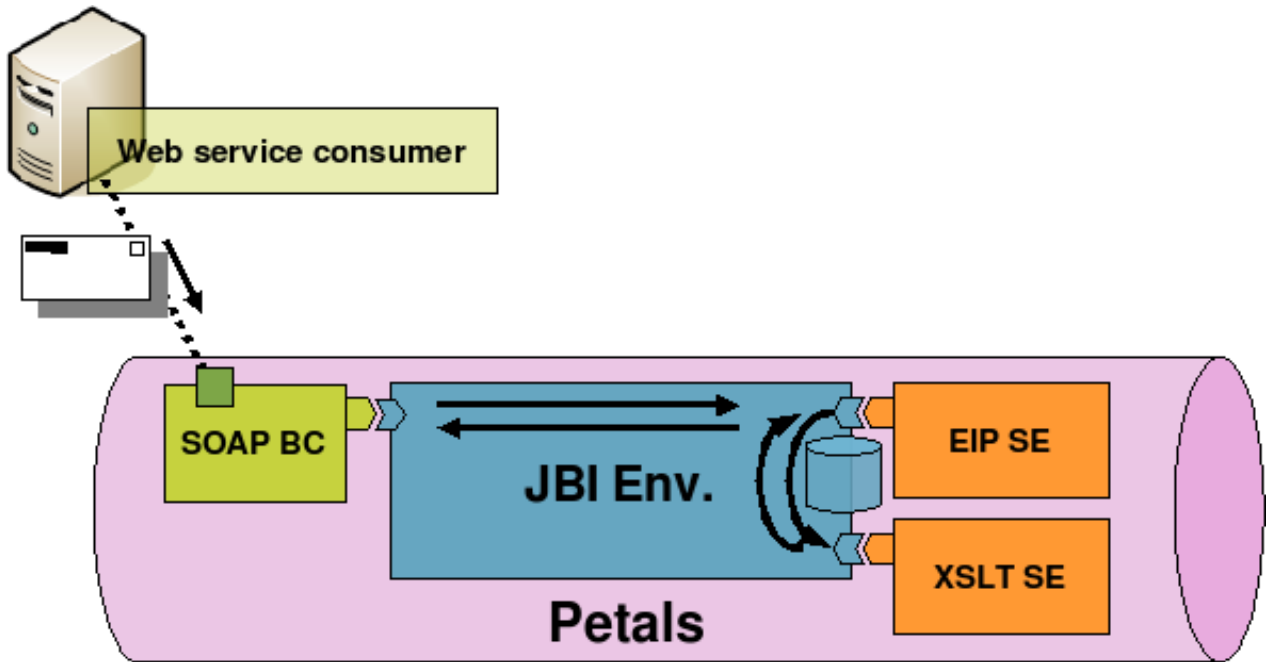 Web service consumer
SOAP BC
JBI Env.
EIP SE
XSLT SE
Petals